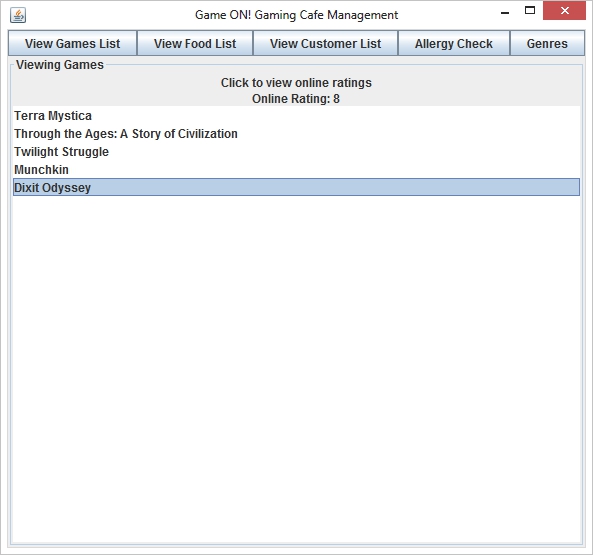 Game ON! Gaming Cafe Management
View Games List View Food List View Customer List Allergy Check Genres
Viewing Games
Click to view online ratings
Online Rating: 8
Terra Mystica
Through the Ages: A Story of Civilization
Twilight Struggle
Munchkin
Dixit Odyssey